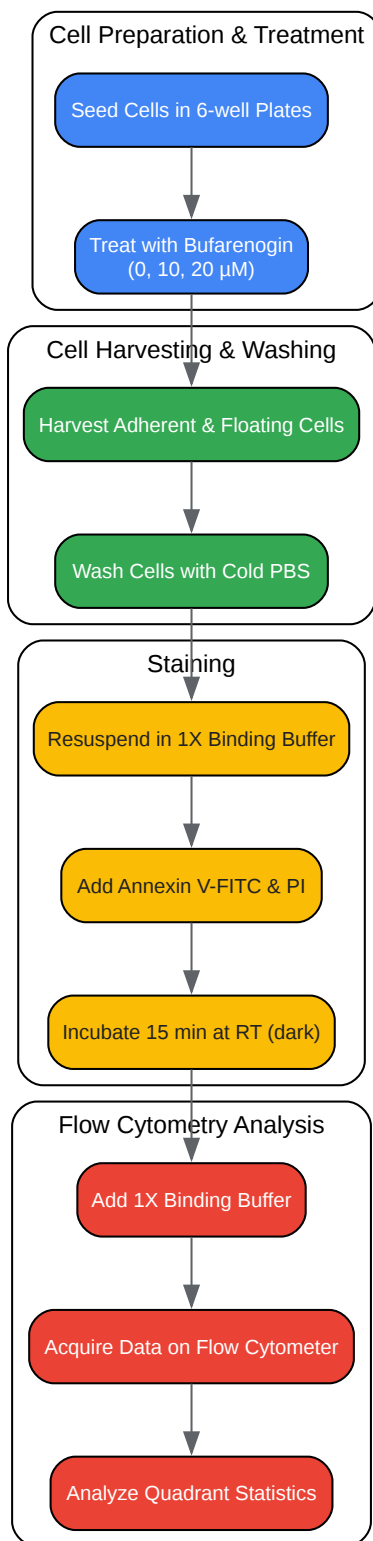 Cell Preparation & Treatment
Seed Cells in 6-well Plates
Treat with Bufarenogin
(0, 10, 20 µM)
Cell Harvesting & Washing
Harvest Adherent & Floating Cells
Wash Cells with Cold PBS
Staining
Resuspend in 1X Binding Buffer
Add Annexin V-FITC & PI
Incubate 15 min at RT (dark)
Flow Cytometry Analysis
Add 1X Binding Buffer
Acquire Data on Flow Cytometer
Analyze Quadrant Statistics